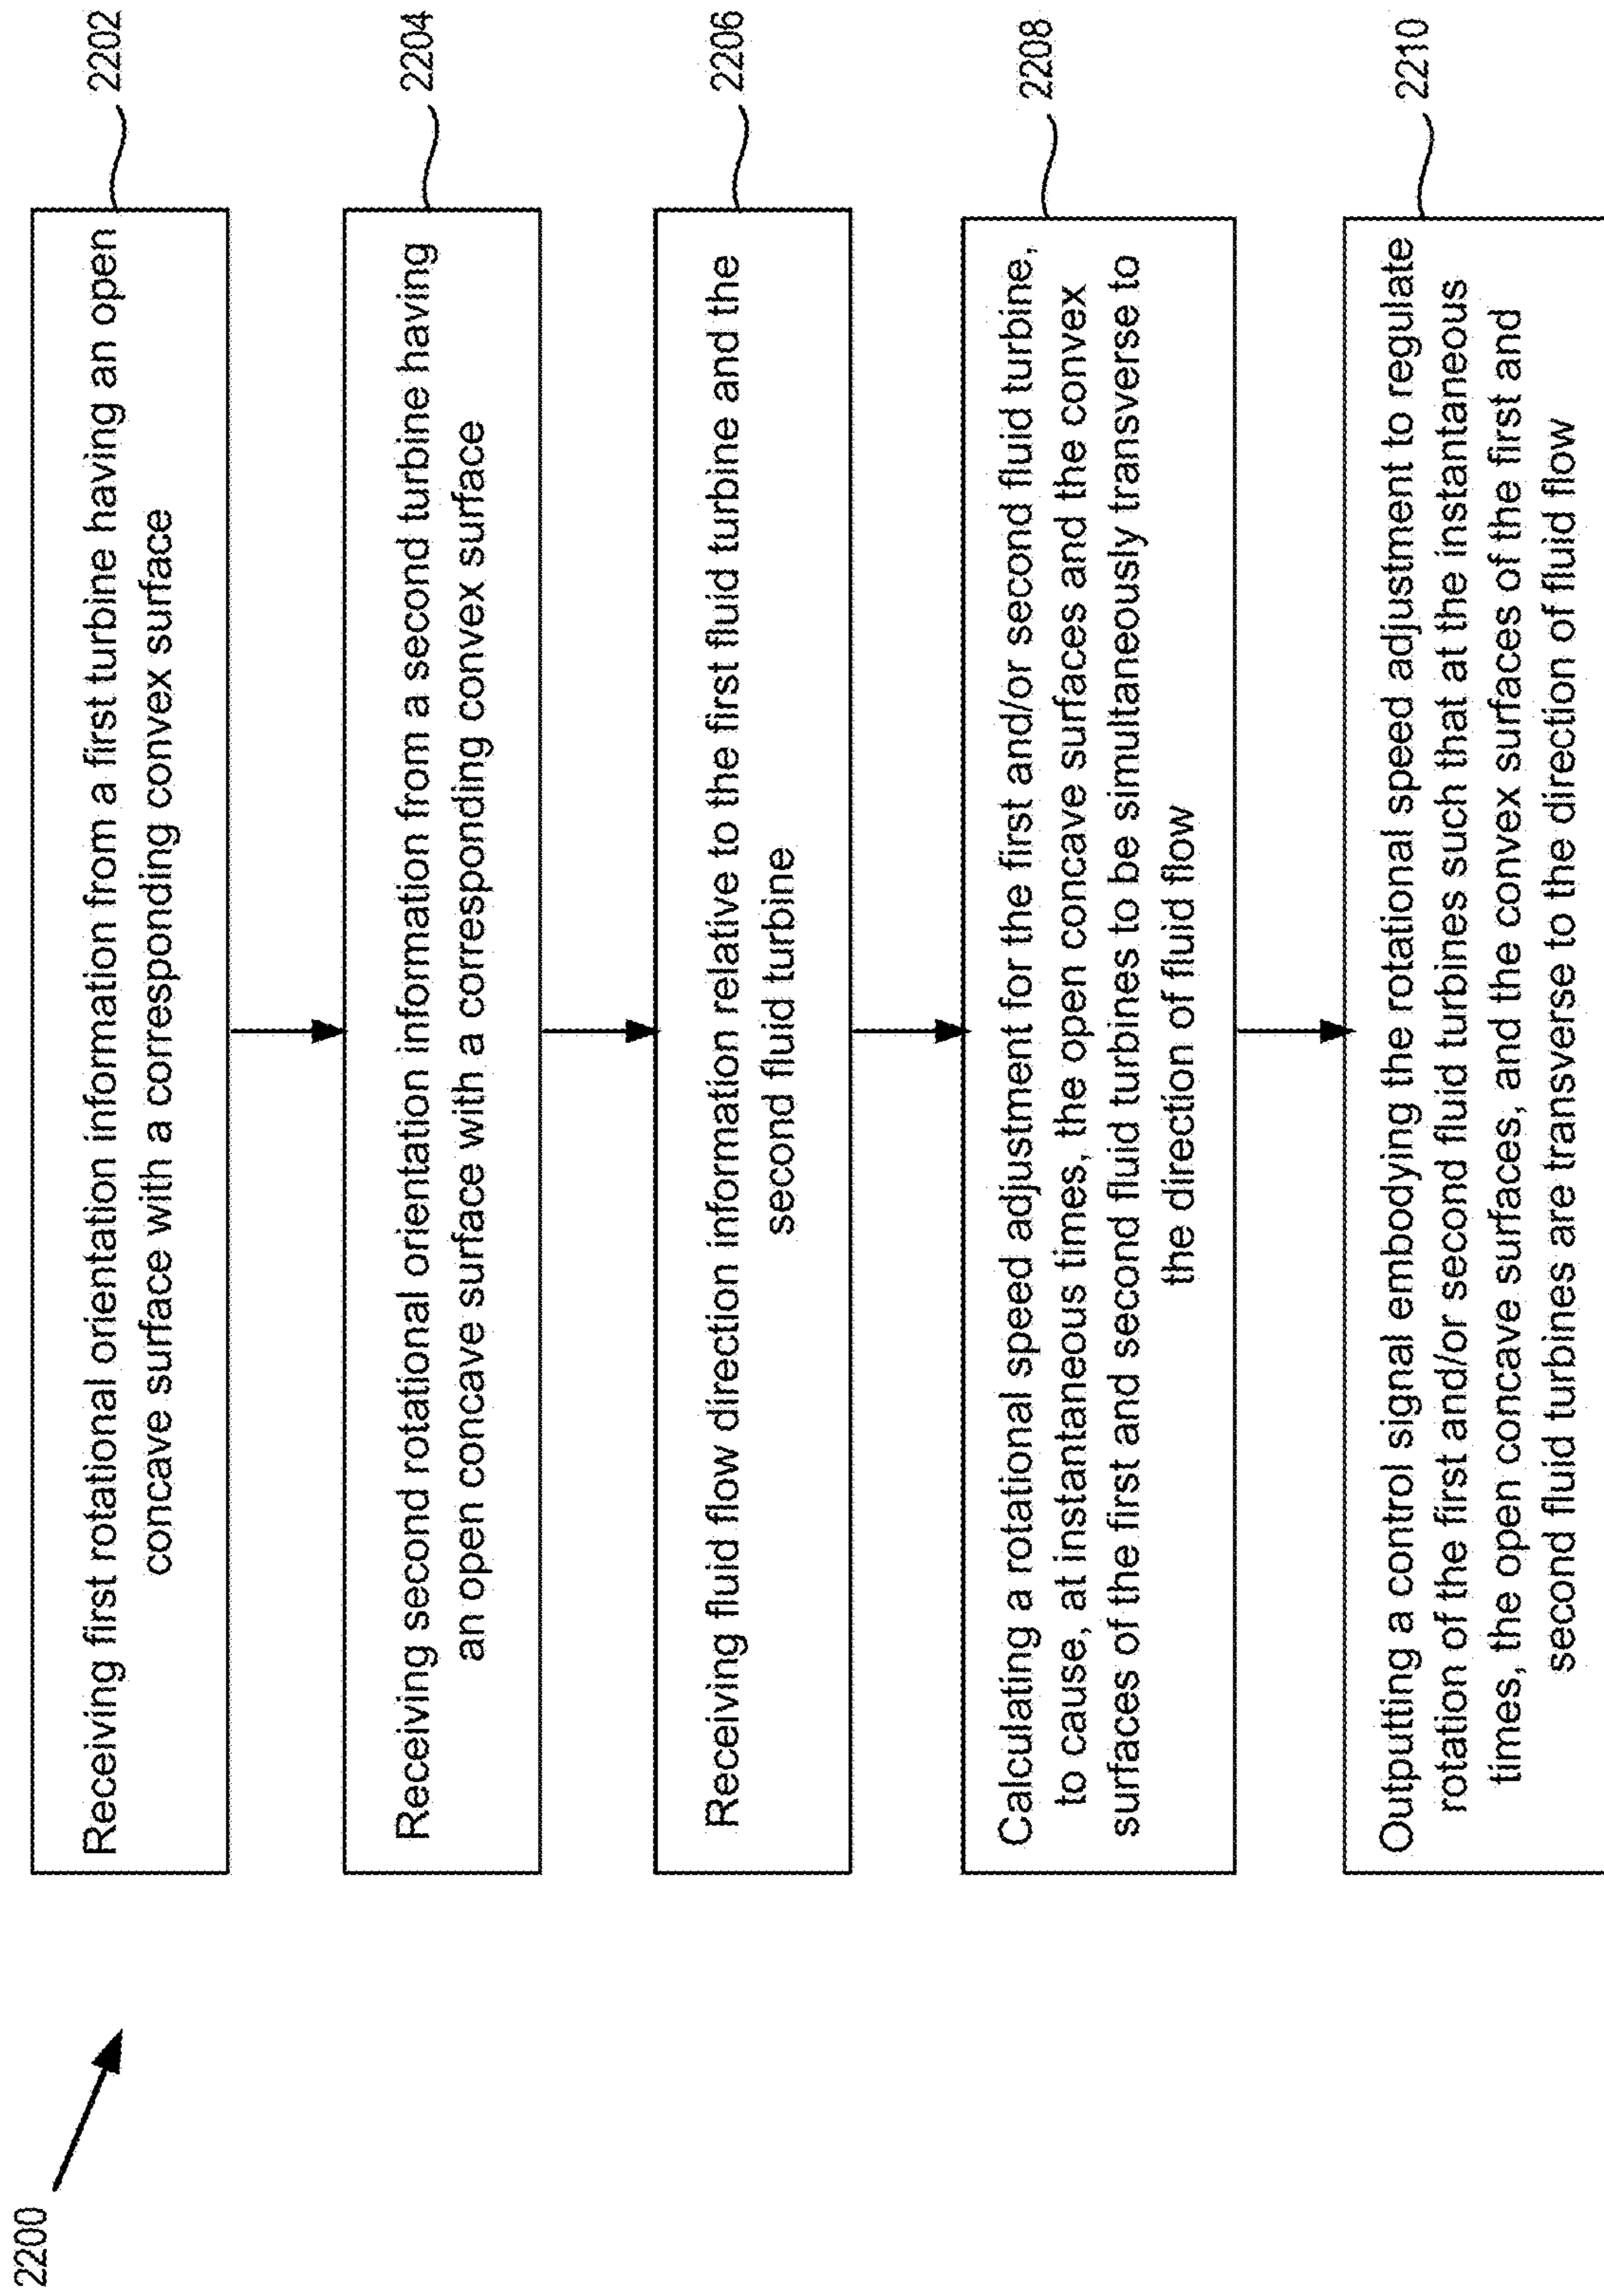 2200
Receiving first rotational orientation information from a first turbine having an open
concave surface with a corresponding convex surface
2202
Receiving second rotational orientation information from a second turbine having
an open concave surface with a corresponding convex surface
2204
Receiving fluid flow direction information relative to the first fluid turbine and the
second fluid turbine
2206
Calculating a rotational speed adjustment for the first and/or second fluid turbine,
to cause, at instantaneous times, the open concave surfaces and the convex
surfaces of the first and second fluid turbines to be simultaneously transverse to
the direction of fluid flow
2208
Outputting a control signal embodying the rotational speed adjustment to regulate
rotation of the first and/or second fluid turbines such that at the instantaneous
times, the open concave surfaces, and the convex surfaces of the first and
second fluid turbines are transverse to the direction of fluid flow
2210